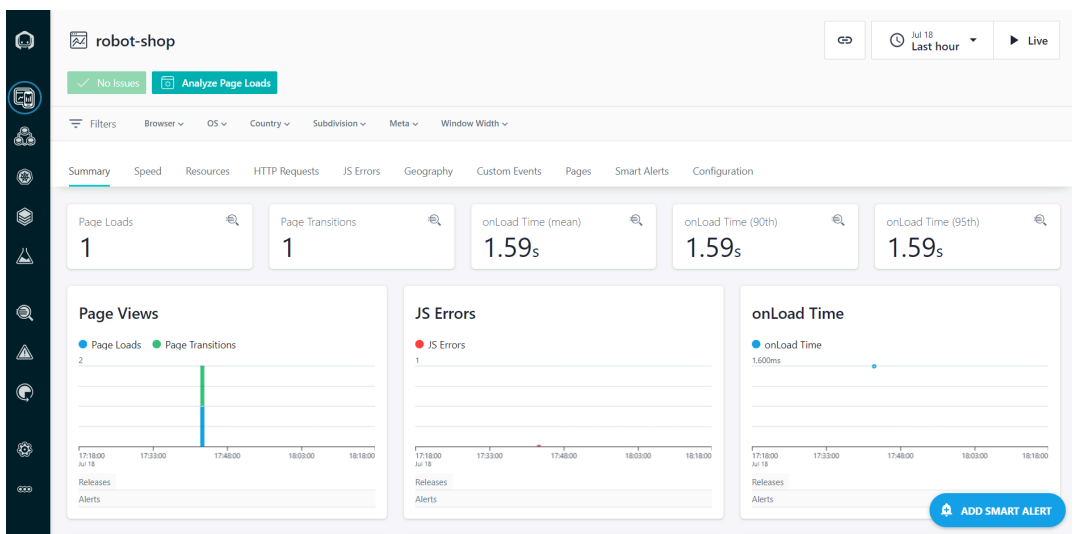 robot-shop
Jul 18
Last hour
Live
No Issues
Analyze Page Loads
Filters
Browser
OS
Country
Subdivision
Meta
Window Width
Summary
Speed
Resources
HTTP Requests
JS Errors
Geography
Custom Events
Pages
Smart Alerts
Configuration
Page Loads
1
Page Transitions
1
onLoad Time (mean)
1.59s
onLoad Time (90th)
1.59s
onLoad Time (95th)
1.59s
Page Views
Page Loads
Page Transitions
2
17:18:00
Jul 18
17:33:00
17:48:00
18:03:00
18:18:00
Releases
Alerts
JS Errors
JS Errors
1
17:18:00
Jul 18
17:33:00
17:48:00
18:03:00
18:18:00
Releases
Alerts
onLoad Time
onLoad Time
1,600ms
17:18:00
Jul 18
17:33:00
17:48:00
18:03:00
18:18:00
Releases
Alerts
ADD SMART ALERT